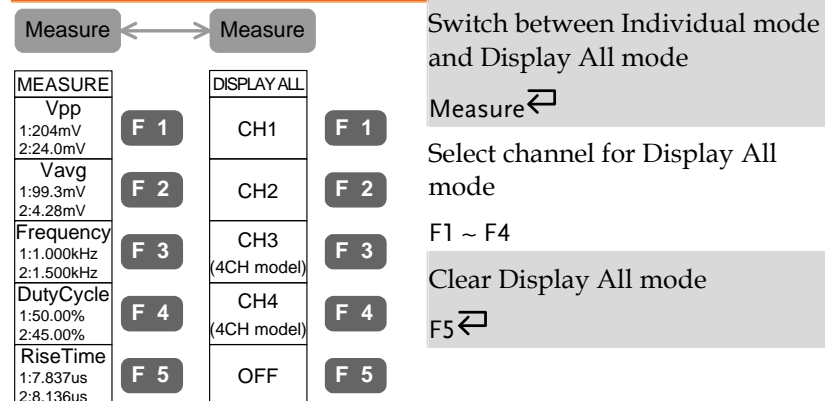 Measure
Measure
MEASURE
Vpp
1:204mV
2:24.0mV
F 1
Vavg
1:99.3mV
2:4.28mV
F 2
Frequency
1:1.000kHz
2:1.500kHz
F 3
DutyCycle
1:50.00%
2:45.00%
F 4
RiseTime
1:7.837us
2:8.136us
F 5
DISPLAY ALL
CH1
F 1
CH2
F 2
CH3
(4CH model)
F 3
CH4
(4CH model)
F 4
OFF
F 5
Switch between Individual mode
and Display All mode
Measure
Select channel for Display All
mode
F1 ~ F4
Clear Display All mode
F5